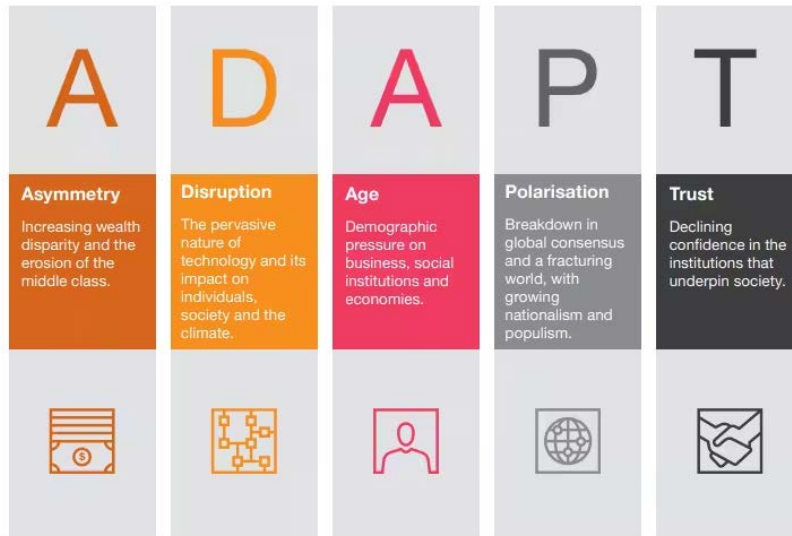 A
D
A
P
T
Asymmetry
Increasing wealth
disparity and the
erosion of the
middle class.
Disruption
The pervasive
nature of
technology and its
impact on
individuals,
society and the
climate.
Age
Demographic
pressure on
business, social
institutions and
economies.
Polarisation
Breakdown in
global consensus
and a fracturing
world, with
growing
nationalism and
populism.
Trust
Declining
confidence in the
institutions that
underpin society.
$